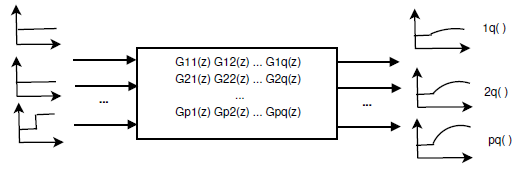 1q( )
G11(z) G12(z) ... G1q(z)
G21(z) G22(z) ... G2q(z)
2q( )
...
...
...
Gp1(z) Gp2(z) ... Gpq(z)
pq( )